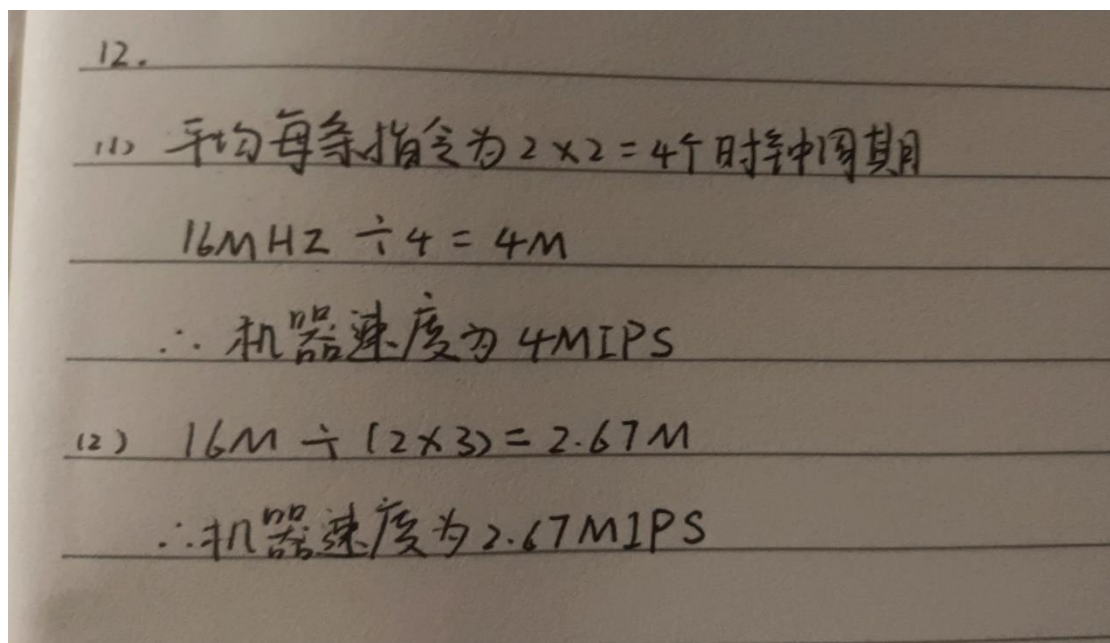 12.
(1) 平均每条指令为2×2=4个时钟周期
16MHZ ÷4 = 4M
∴ 机器速度为 4MIPS
(2) 16M ÷ (2×3) = 2.67M
∴机器速度为2.67MIPS